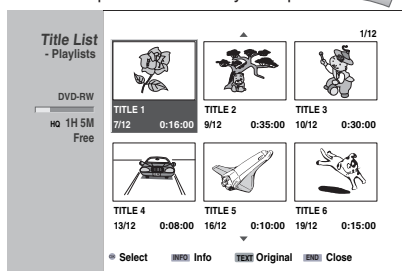 Title List
- Playlists
1/12
DVD-RW
HQ 1H 5M
Free
TITLE 1
7/12 0:16:00
TITLE 2
9/12 0:35:00
TITLE 3
10/12 0:30:00
TITLE 4
13/12 0:08:00
TITLE 5
16/12 0:10:00
TITLE 6
19/12 0:15:00
Select INFO Info TEXT Original END Close